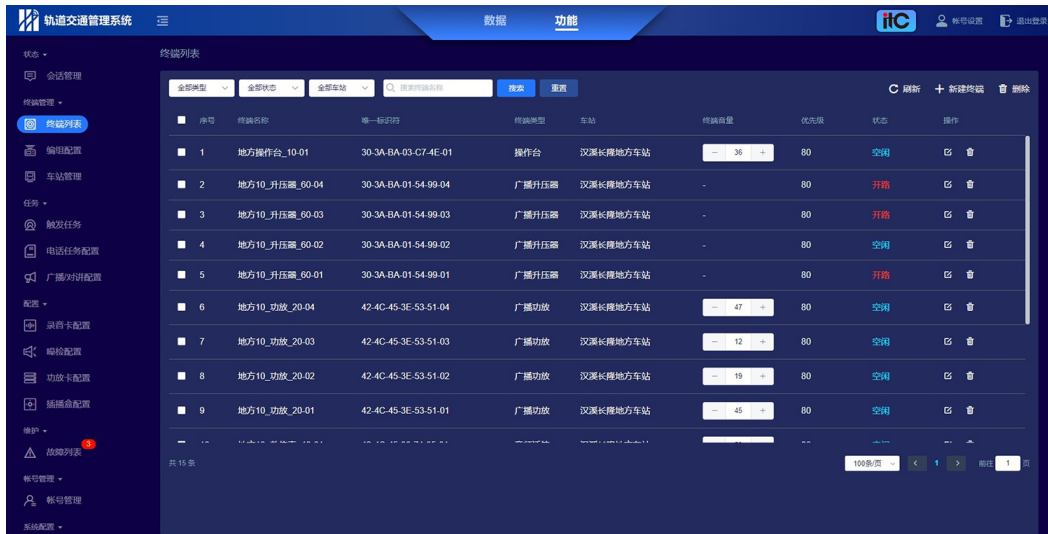 轨道交通管理系统 数据 功能 itC 帐号设置 退出登录
状态
会话管理
终端管理
终端列表
编组配置
车站管理
任务
触发任务
电话任务配置
广播/对讲配置
配置
录音卡配置
噪检配置
功放卡配置
插播盒配置
维护
故障列表 3
帐号管理
帐号管理
系统配置
终端列表
全部类型 全部状态 全部车站 搜索终端名称 搜索 重置 刷新 新建终端 删除
序号 终端名称 唯一标识符 终端类型 车站 终端音量 优先级 状态 操作
1 地方操作台_10-01 30-3A-BA-03-C7-4E-01 操作台 汉溪长隆地方车站 - 36 + 80 空闲
2 地方10_升压器_60-04 30-3A-BA-01-54-99-04 广播升压器 汉溪长隆地方车站 - 80 开路
3 地方10_升压器_60-03 30-3A-BA-01-54-99-03 广播升压器 汉溪长隆地方车站 - 80 开路
4 地方10_升压器_60-02 30-3A-BA-01-54-99-02 广播升压器 汉溪长隆地方车站 - 80 空闲
5 地方10_升压器_60-01 30-3A-BA-01-54-99-01 广播升压器 汉溪长隆地方车站 - 80 开路
6 地方10_功放_20-04 42-4C-45-3E-53-51-04 广播功放 汉溪长隆地方车站 - 47 + 80 空闲
7 地方10_功放_20-03 42-4C-45-3E-53-51-03 广播功放 汉溪长隆地方车站 - 12 + 80 空闲
8 地方10_功放_20-02 42-4C-45-3E-53-51-02 广播功放 汉溪长隆地方车站 - 19 + 80 空闲
9 地方10_功放_20-01 42-4C-45-3E-53-51-01 广播功放 汉溪长隆地方车站 - 45 + 80 空闲
共 15 条 100条/页 < 1 > 前往 1 页